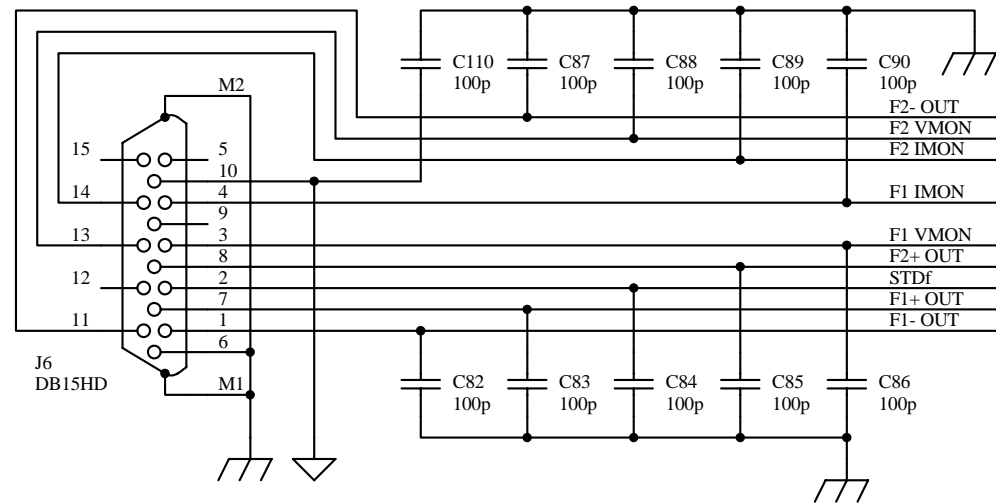 C110
100p
C87
100p
C88
100p
C89
100p
C90
100p
M2
F2- OUT
F2 VMON
F2 IMON
15
5
10
14
4
F1 IMON
9
13
3
F1 VMON
8
F2+ OUT
12
2
STDf
7
F1+ OUT
11
1
F1- OUT
6
J6
DB15HD
M1
C82
100p
C83
100p
C84
100p
C85
100p
C86
100p